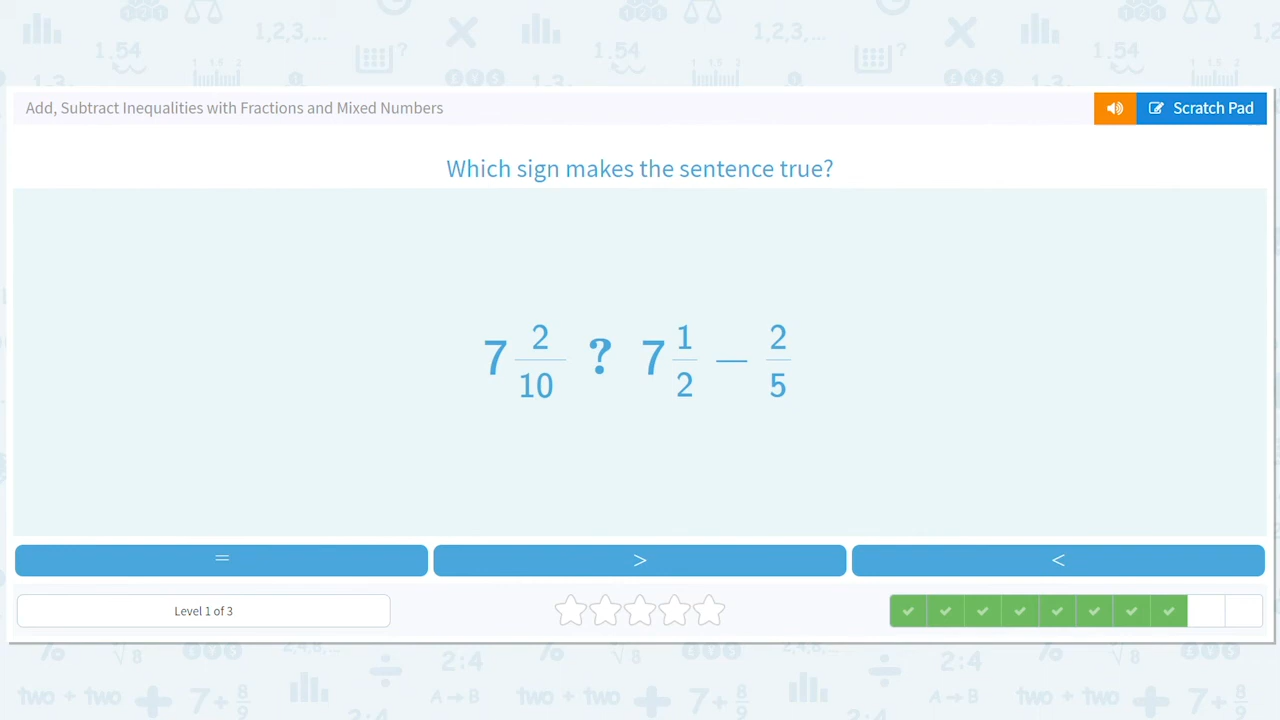 Add, Subtract Inequalities with Fractions and Mixed Numbers
Scratch Pad
Which sign makes the sentence true?
7 2/10 ? 7 1/2 − 2/5
=
>
<
Level 1 of 3